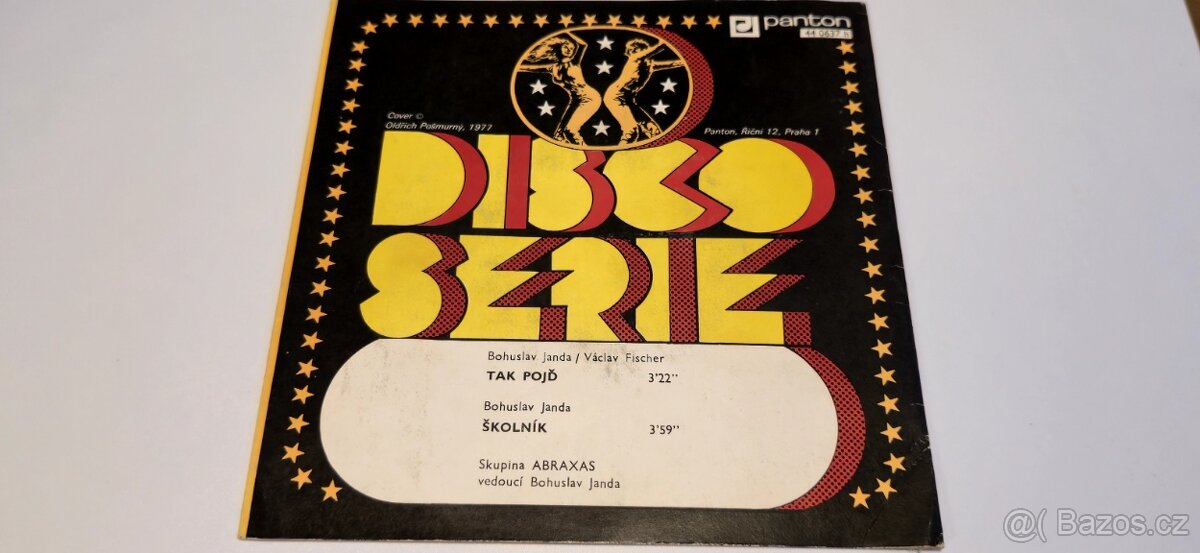 panton
44 0637 h
Cover ©
Oldřich Pošmurný, 1977
Panton, Říční 12, Praha 1
DISCO
SERIE
Bohuslav Janda / Václav Fischer
TAK POJĎ 3'22"
Bohuslav Janda
ŠKOLNÍK 3'59"
Skupina ABRAXAS
vedoucí Bohuslav Janda
@( Bazos.cz